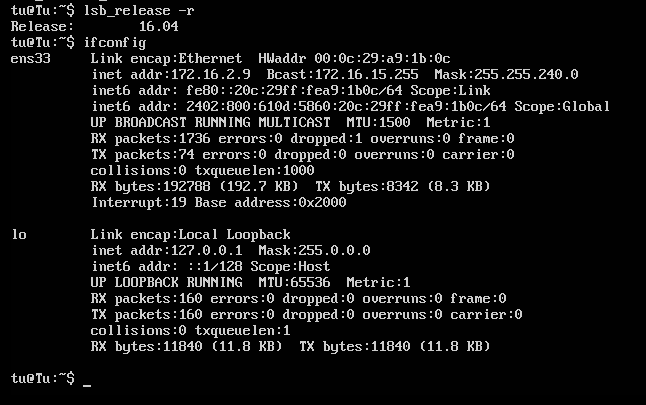 tu@Tu:~$ lsb_release -r
Release:        16.04
tu@Tu:~$ ifconfig
ens33     Link encap:Ethernet  HWaddr 00:0c:29:a9:1b:0c
          inet addr:172.16.2.9  Bcast:172.16.15.255  Mask:255.255.240.0
          inet6 addr: fe80::20c:29ff:fea9:1b0c/64 Scope:Link
          inet6 addr: 2402:800:610d:5860:20c:29ff:fea9:1b0c/64 Scope:Global
          UP BROADCAST RUNNING MULTICAST  MTU:1500  Metric:1
          RX packets:1736 errors:0 dropped:1 overruns:0 frame:0
          TX packets:74 errors:0 dropped:0 overruns:0 carrier:0
          collisions:0 txqueuelen:1000
          RX bytes:192788 (192.7 KB)  TX bytes:8342 (8.3 KB)
          Interrupt:19 Base address:0x2000
lo        Link encap:Local Loopback
          inet addr:127.0.0.1  Mask:255.0.0.0
          inet6 addr: ::1/128 Scope:Host
          UP LOOPBACK RUNNING  MTU:65536  Metric:1
          RX packets:160 errors:0 dropped:0 overruns:0 frame:0
          TX packets:160 errors:0 dropped:0 overruns:0 carrier:0
          collisions:0 txqueuelen:1
          RX bytes:11840 (11.8 KB)  TX bytes:11840 (11.8 KB)
tu@Tu:~$ _